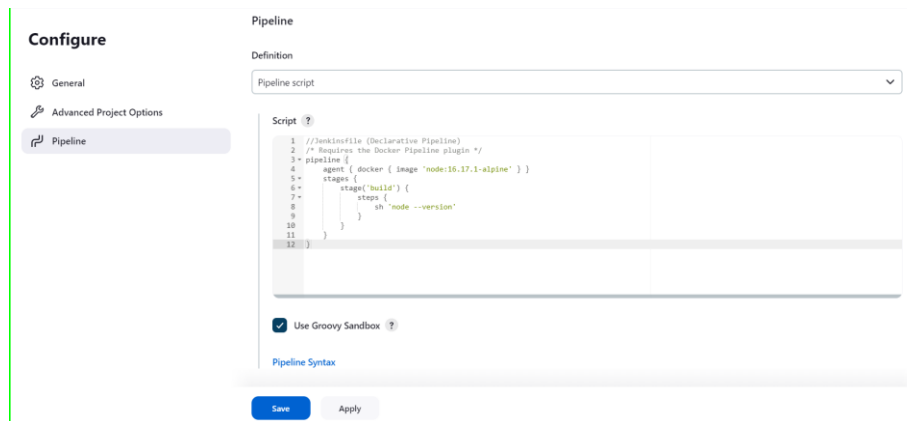 Configure
General
Advanced Project Options
Pipeline
Pipeline
Definition
Pipeline script
Script ?
1 //Jenkinsfile (Declarative Pipeline)
2 /* Requires the Docker Pipeline plugin */
3 pipeline {
4 agent { docker { image 'node:16.17.1-alpine' } }
5 stages {
6 stage('build') {
7 steps {
8 sh 'node --version'
9 }
10 }
11 }
12 }
Use Groovy Sandbox ?
Pipeline Syntax
Save
Apply